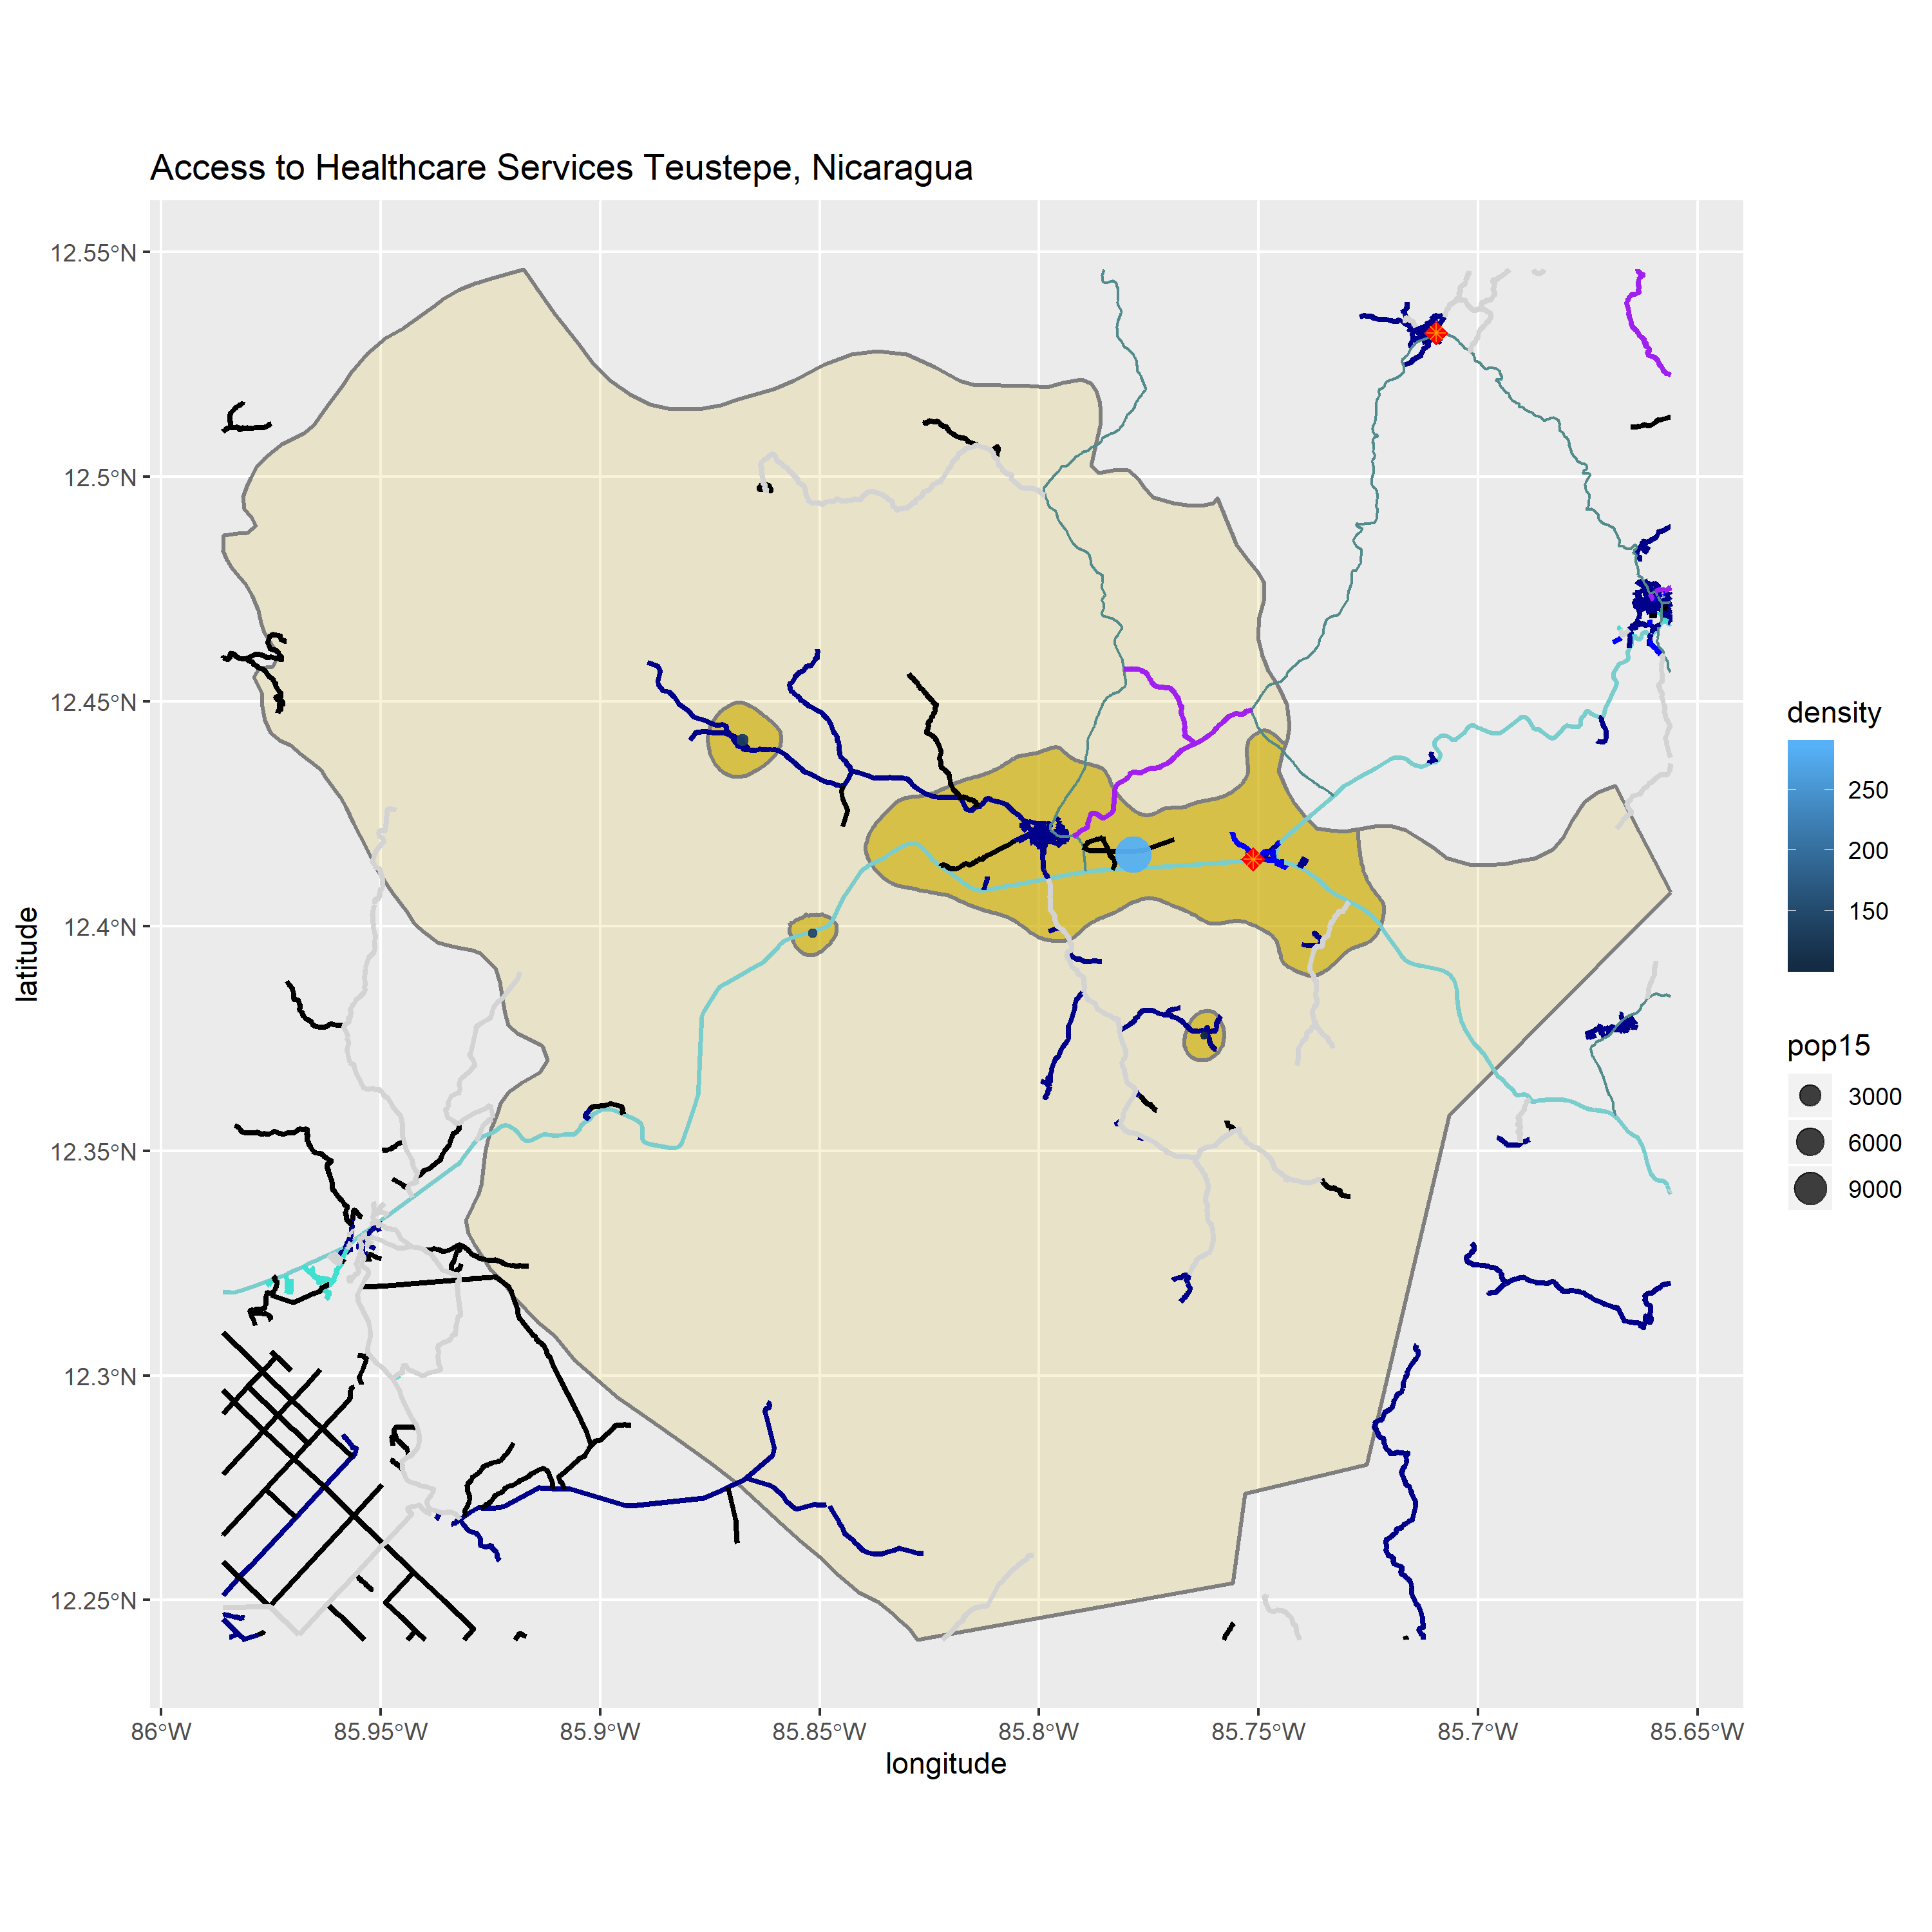 Access to Healthcare Services Teustepe, Nicaragua
12.55°N
12.5°N
12.45°N
12.4°N
12.35°N
12.3°N
12.25°N
latitude
86°W
85.95°W
85.9°W
85.85°W
85.8°W
85.75°W
85.7°W
85.65°W
longitude
density
250
200
150
pop15
3000
6000
9000